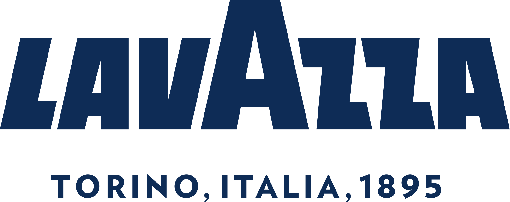 LAVAZZA
TORINO, ITALIA, 1895